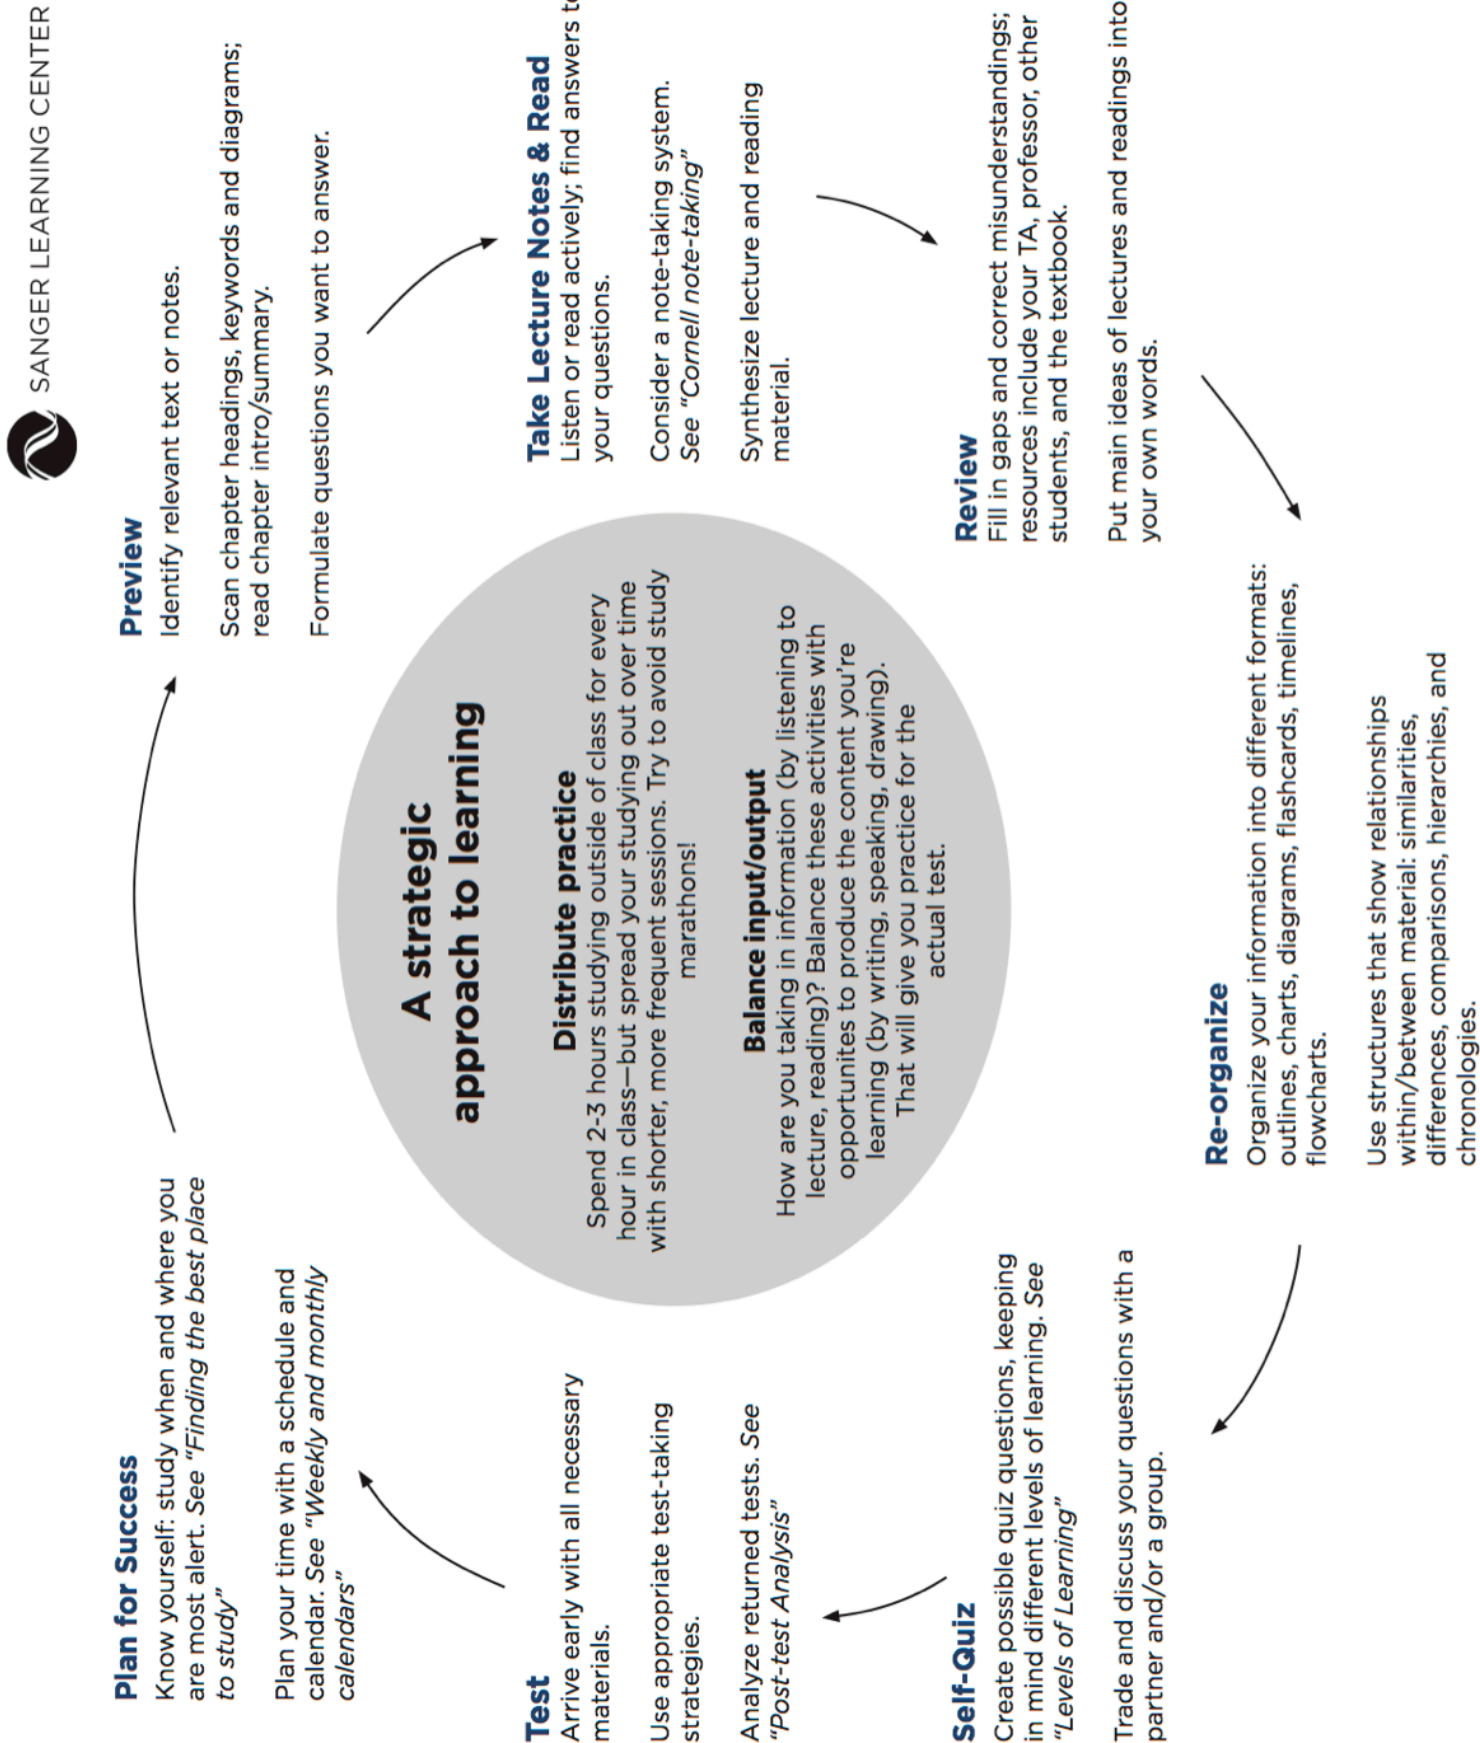 SANGER LEARNING CENTER
Plan for Success
Know yourself: study when and where you
are most alert. See “Finding the best place
to study”
Plan your time with a schedule and
calendar. See “Weekly and monthly
calendars”
Preview
Identify relevant text or notes.
Scan chapter headings, keywords and diagrams;
read chapter intro/summary.
Formulate questions you want to answer.
Take Lecture Notes & Read
Listen or read actively; find answers to
your questions.
Consider a note-taking system.
See “Cornell note-taking”
Synthesize lecture and reading
material.
Review
Fill in gaps and correct misunderstandings;
resources include your TA, professor, other
students, and the textbook.
Put main ideas of lectures and readings into
your own words.
Re-organize
Organize your information into different formats:
outlines, charts, diagrams, flashcards, timelines,
flowcharts.
Use structures that show relationships
within/between material: similarities,
differences, comparisons, hierarchies, and
chronologies.
Self-Quiz
Create possible quiz questions, keeping
in mind different levels of learning. See
“Levels of Learning”
Trade and discuss your questions with a
partner and/or a group.
Test
Arrive early with all necessary
materials.
Use appropriate test-taking
strategies.
Analyze returned tests. See
“Post-test Analysis”
A strategic
approach to learning
Distribute practice
Spend 2-3 hours studying outside of class for every
hour in class—but spread your studying out over time
with shorter, more frequent sessions. Try to avoid study
marathons!
Balance input/output
How are you taking in information (by listening to
lecture, reading)? Balance these activities with
opportunites to produce the content you’re
learning (by writing, speaking, drawing).
That will give you practice for the
actual test.